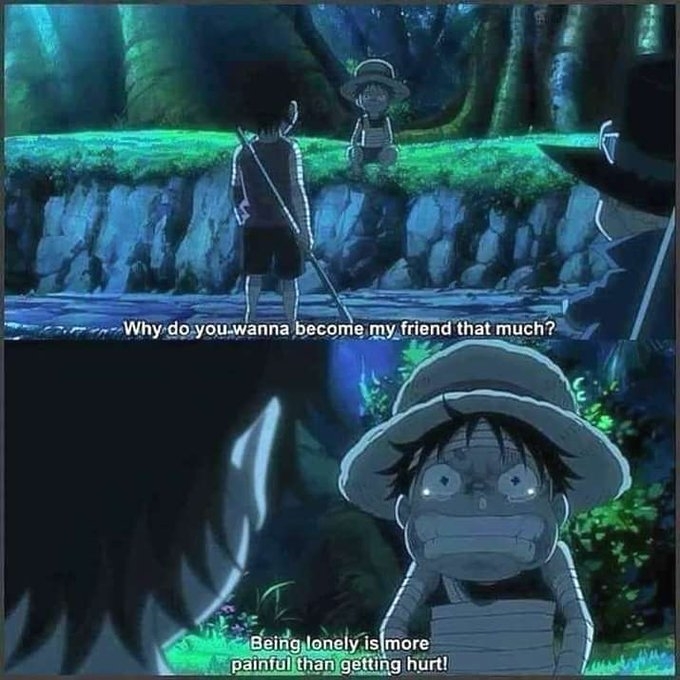 Why do you wanna become my friend that much?
Being lonely is more
painful than getting hurt!